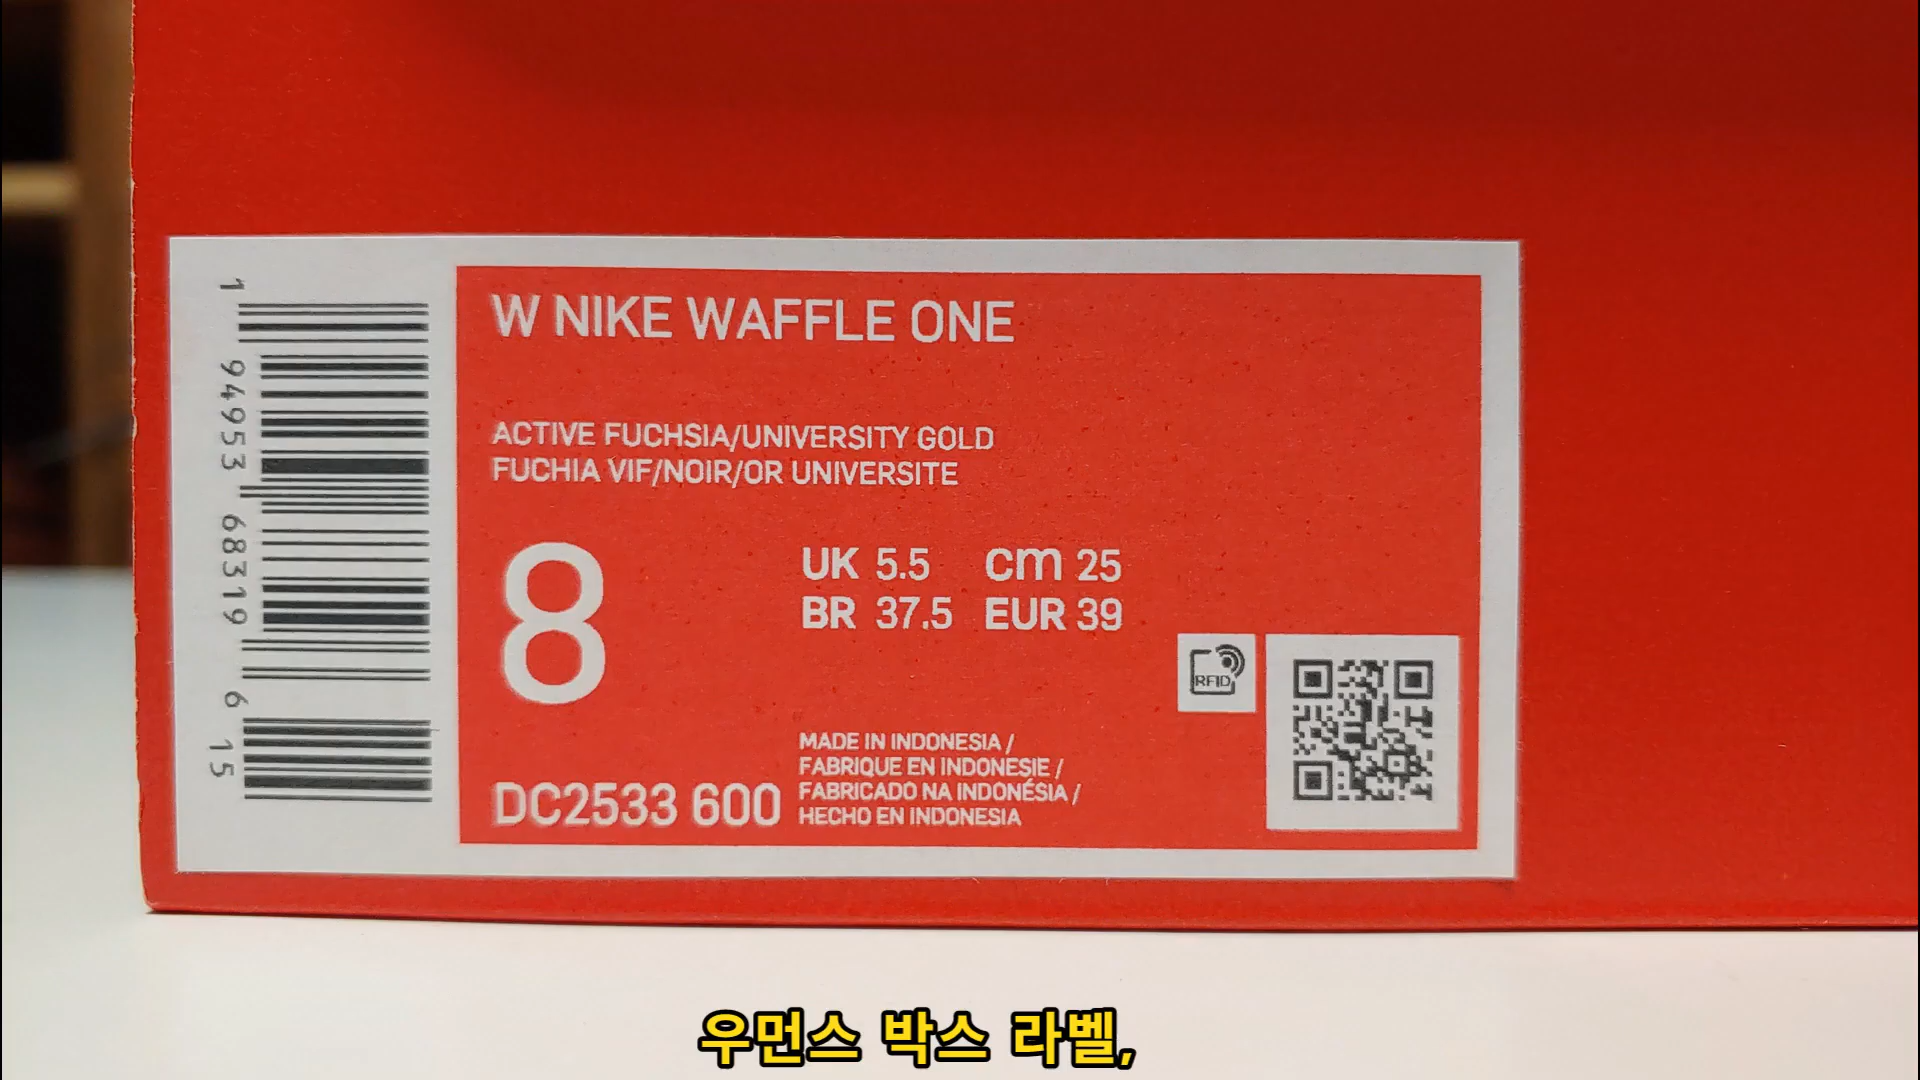 1 94953 68319 6 15
W NIKE WAFFLE ONE
ACTIVE FUCHSIA/UNIVERSITY GOLD
FUCHIA VIF/NOIR/OR UNIVERSITE
8
UK 5.5 cm 25
BR 37.5 EUR 39
RFID
DC2533 600
MADE IN INDONESIA /
FABRIQUE EN INDONESIE /
FABRICADO NA INDONÉSIA /
HECHO EN INDONESIA
우먼스 박스 라벨,